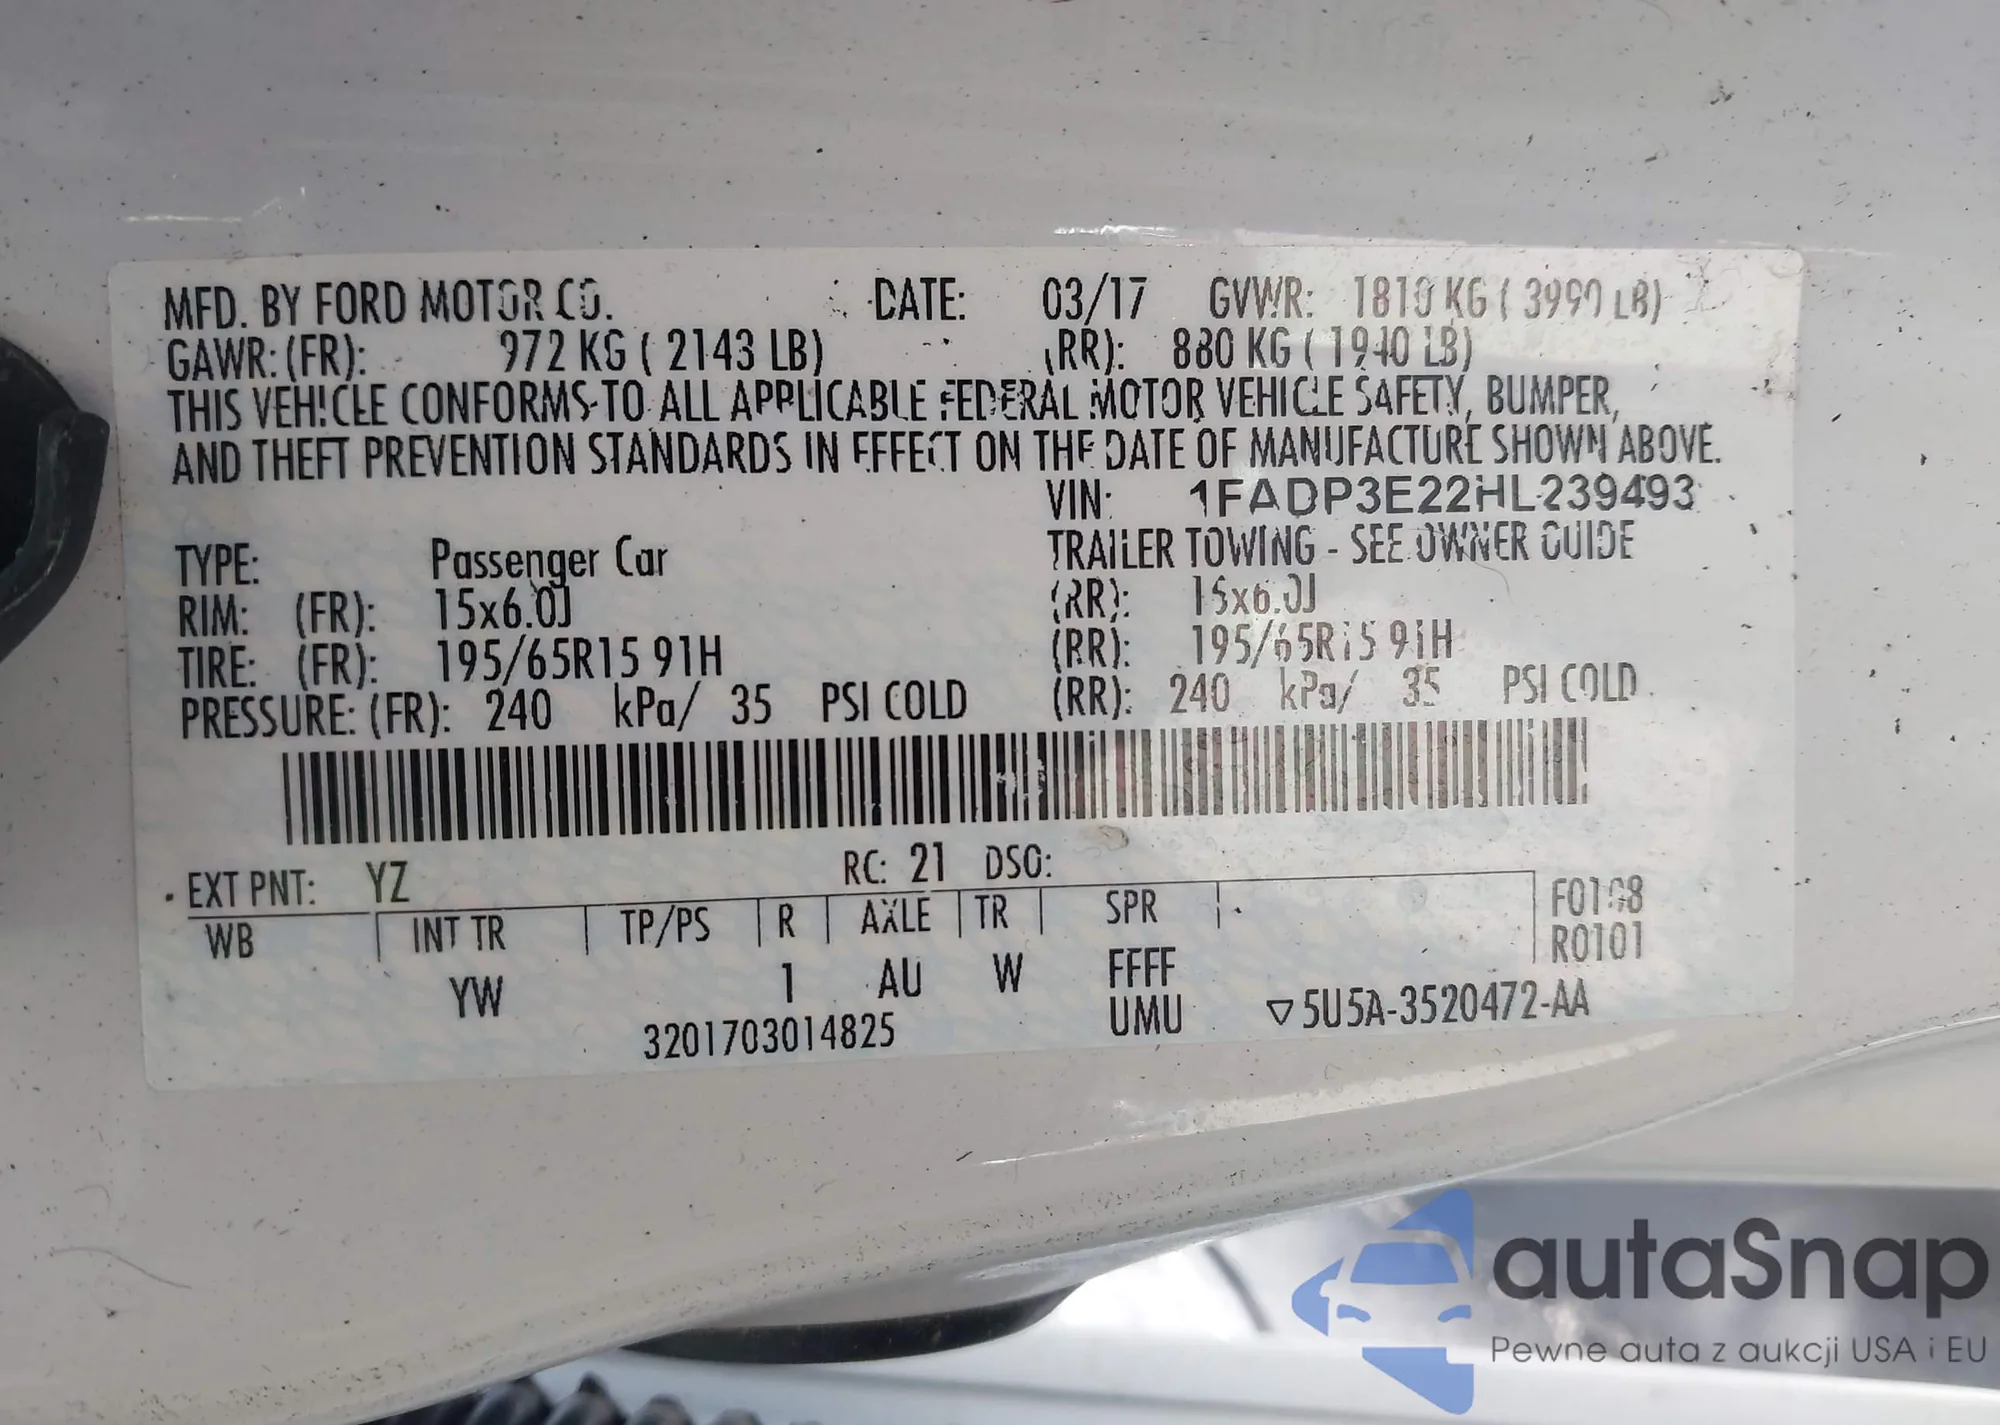 MFD. BY FORD MOTOR CO. DATE: 03/17 GVWR: 1810 KG ( 3990 LB)
GAWR: (FR): 972 KG ( 2143 LB) (RR): 880 KG ( 1940 LB)
THIS VEHICLE CONFORMS TO ALL APPLICABLE FEDERAL MOTOR VEHICLE SAFETY, BUMPER,
AND THEFT PREVENTION STANDARDS IN EFFECT ON THE DATE OF MANUFACTURE SHOWN ABOVE.
VIN: 1FADP3E22HL239493
TYPE: Passenger Car TRAILER TOWING - SEE OWNER GUIDE
RIM: (FR): 15x6.0J (RR): 15x6.0J
TIRE: (FR): 195/65R15 91H (RR): 195/65R15 91H
PRESSURE: (FR): 240 kPa/ 35 PSI COLD (RR): 240 kPa/ 35 PSI COLD
EXT PNT: YZ RC: 21 DSO:
WB INT TR TP/PS R AXLE TR SPR
R0101
YW 1 AU W FFFF
3201703014825 UMU ▽5U5A-3520472-AA
autaSnap
Pewne auta z aukcji USA i EU